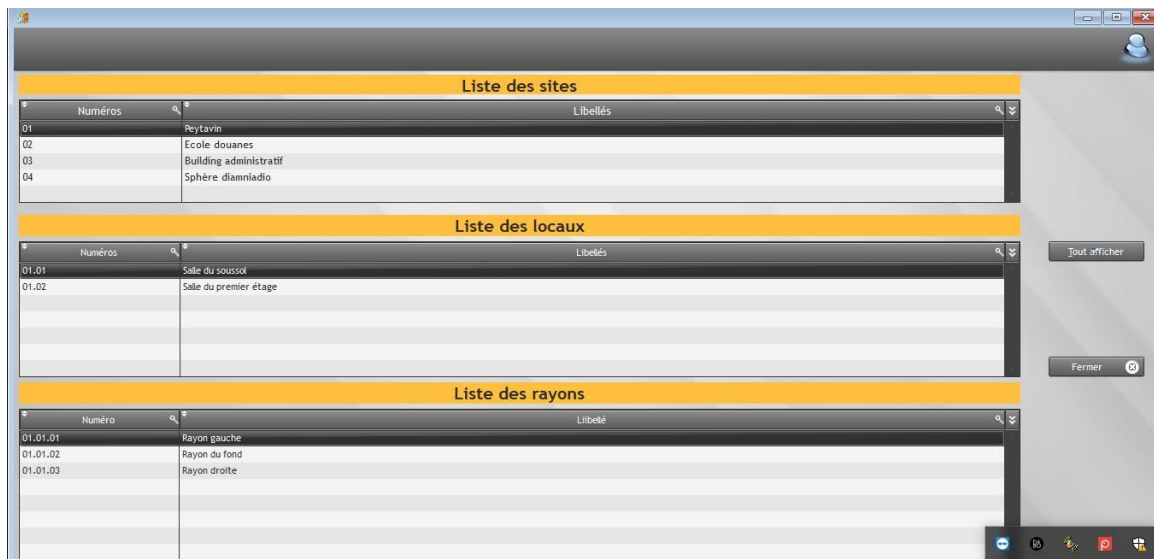 Liste des sites
Numéros Libellés
01 Peytavin
02 Ecole douanes
03 Building administratif
04 Sphère diamniadio
Liste des locaux
Numéros Libellés
01.01 Salle du soussol
01.02 Salle du premier étage
Tout afficher
Fermer
Liste des rayons
Numéro Liibellé
01.01.01 Rayon gauche
01.01.02 Rayon du fond
01.01.03 Rayon droite